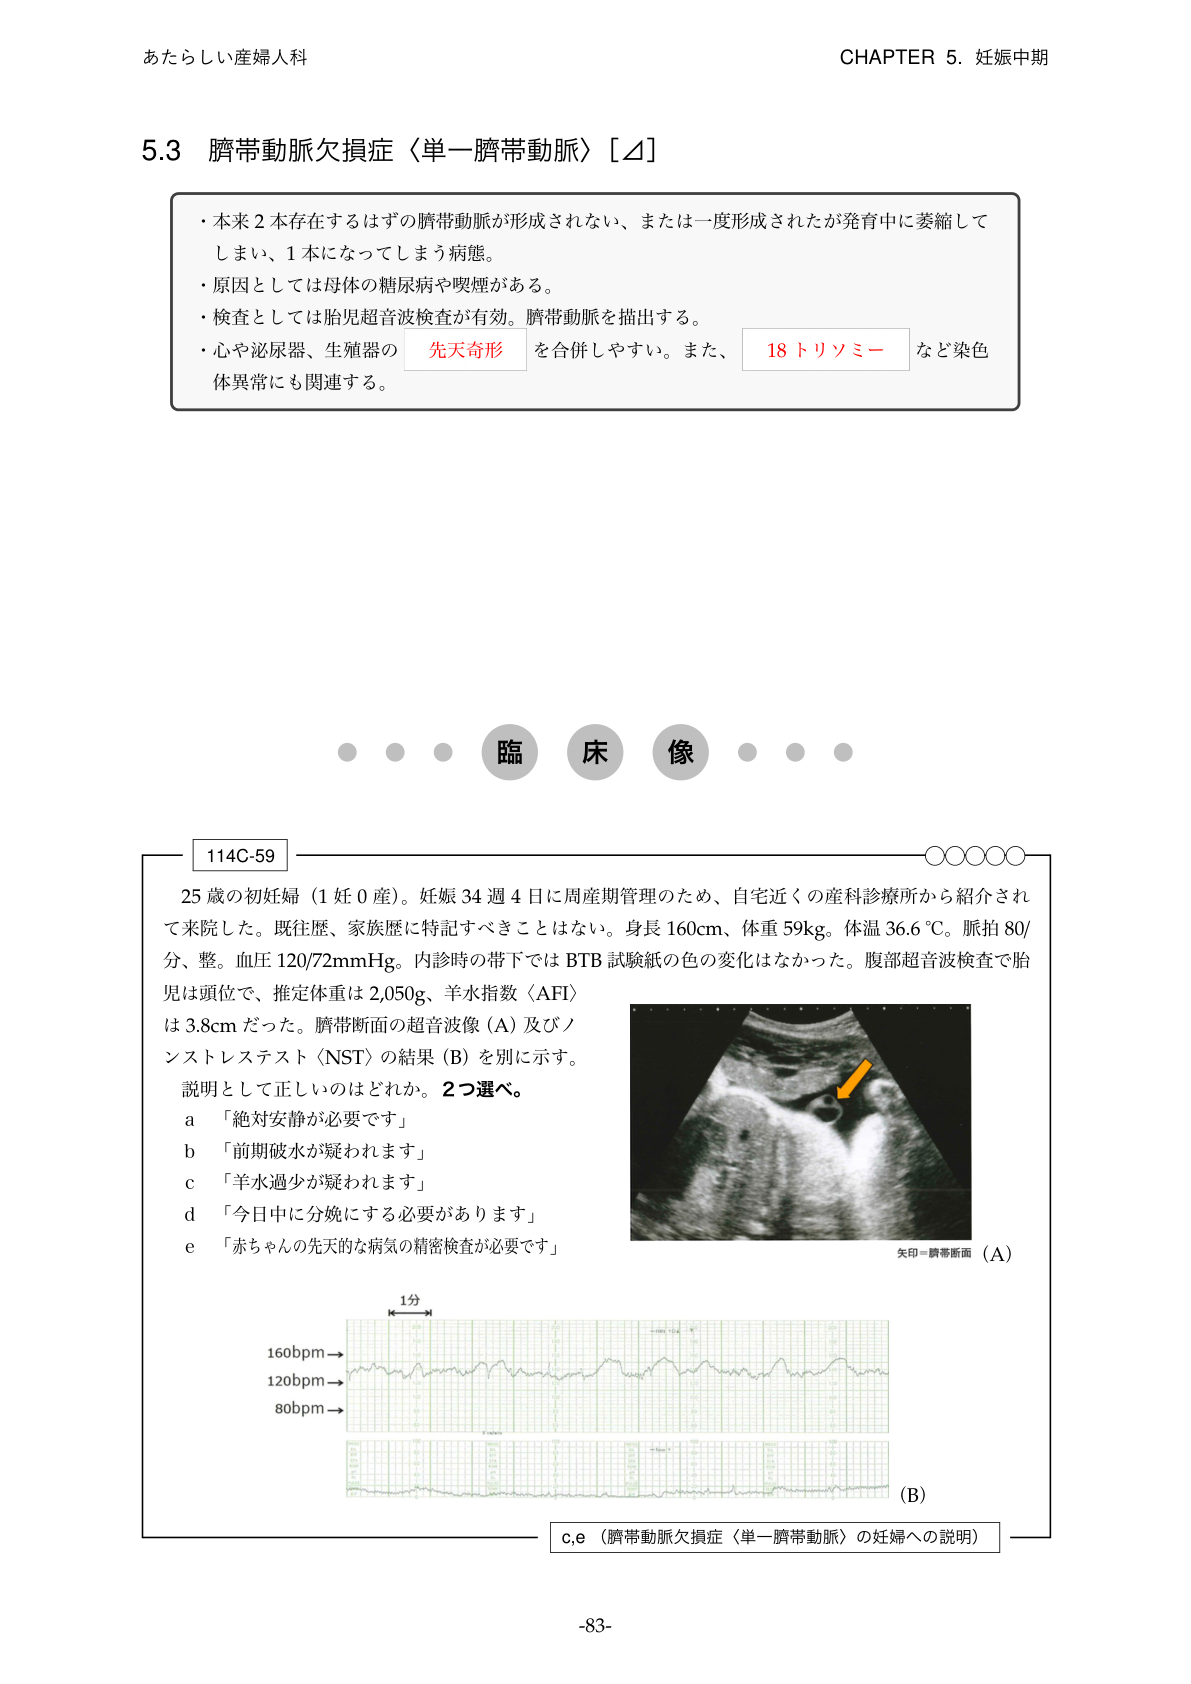 あたらしい産婦人科
CHAPTER 5. 妊娠中期
5.3 臍帯動脈欠損症〈単一臍帯動脈〉[⊿]
・本来 2 本存在するはずの臍帯動脈が形成されない、または一度形成されたが発育中に萎縮して
しまい、1 本になってしまう病態。
・原因としては母体の糖尿病や喫煙がある。
・検査としては胎児超音波検査が有効。臍帯動脈を描出する。
・心や泌尿器、生殖器の 先天奇形 を合併しやすい。また、 18 トリソミー など染色
体異常にも関連する。
臨床像
114C-59
25 歳の初妊婦（1 妊 0 産）。妊娠 34 週 4 日に周産期管理のため、自宅近くの産科診療所から紹介され
て来院した。既往歴、家族歴に特記すべきことはない。身長 160cm、体重 59kg。体温 36.6 ℃。脈拍 80/
分、整。血圧 120/72mmHg。内診時の帯下では BTB 試験紙の色の変化はなかった。腹部超音波検査で胎
児は頭位で、推定体重は 2,050g、羊水指数〈AFI〉
は 3.8cm だった。臍帯断面の超音波像（A）及びノ
ンストレステスト〈NST〉の結果（B）を別に示す。
説明として正しいのはどれか。2つ選べ。
a 「絶対安静が必要です」
b 「前期破水が疑われます」
c 「羊水過少が疑われます」
d 「今日中に分娩にする必要があります」
e 「赤ちゃんの先天的な病気の精密検査が必要です」
矢印＝臍帯断面 （A）
1分
160bpm→
120bpm→
80bpm→
（B）
c,e （臍帯動脈欠損症〈単一臍帯動脈〉の妊婦への説明）
-83-